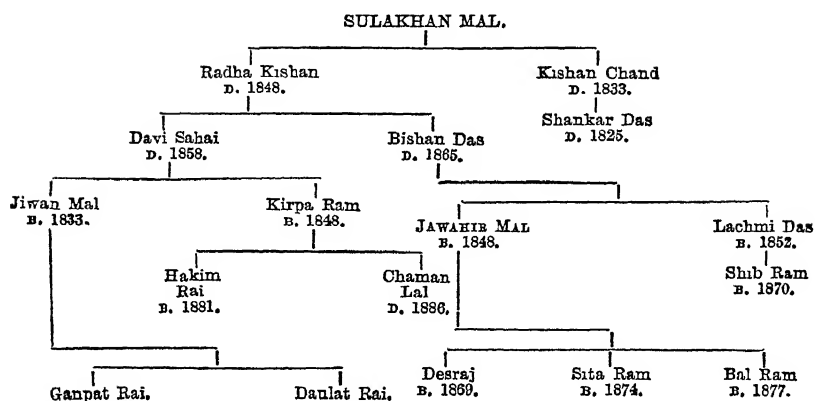 SULAKHAN MAL.
Radha Kishan
D. 1848.
Kishan Chand
D. 1833.
Shankar Das
D. 1825.
Davi Sahai
D. 1858.
Bishan Das
D. 1865.
Jiwan Mal
B. 1833.
Kirpa Ram
B. 1848.
JAWAHIR MAL
B. 1848.
Lachmi Das
B. 1852.
Shib Ram
B. 1870.
Hakim
Rai
B. 1881.
Chaman
Lal
D. 1886.
Desraj
B. 1869.
Sita Ram
B. 1874.
Bal Ram
B. 1877.
Ganpat Rai.
Daulat Rai.